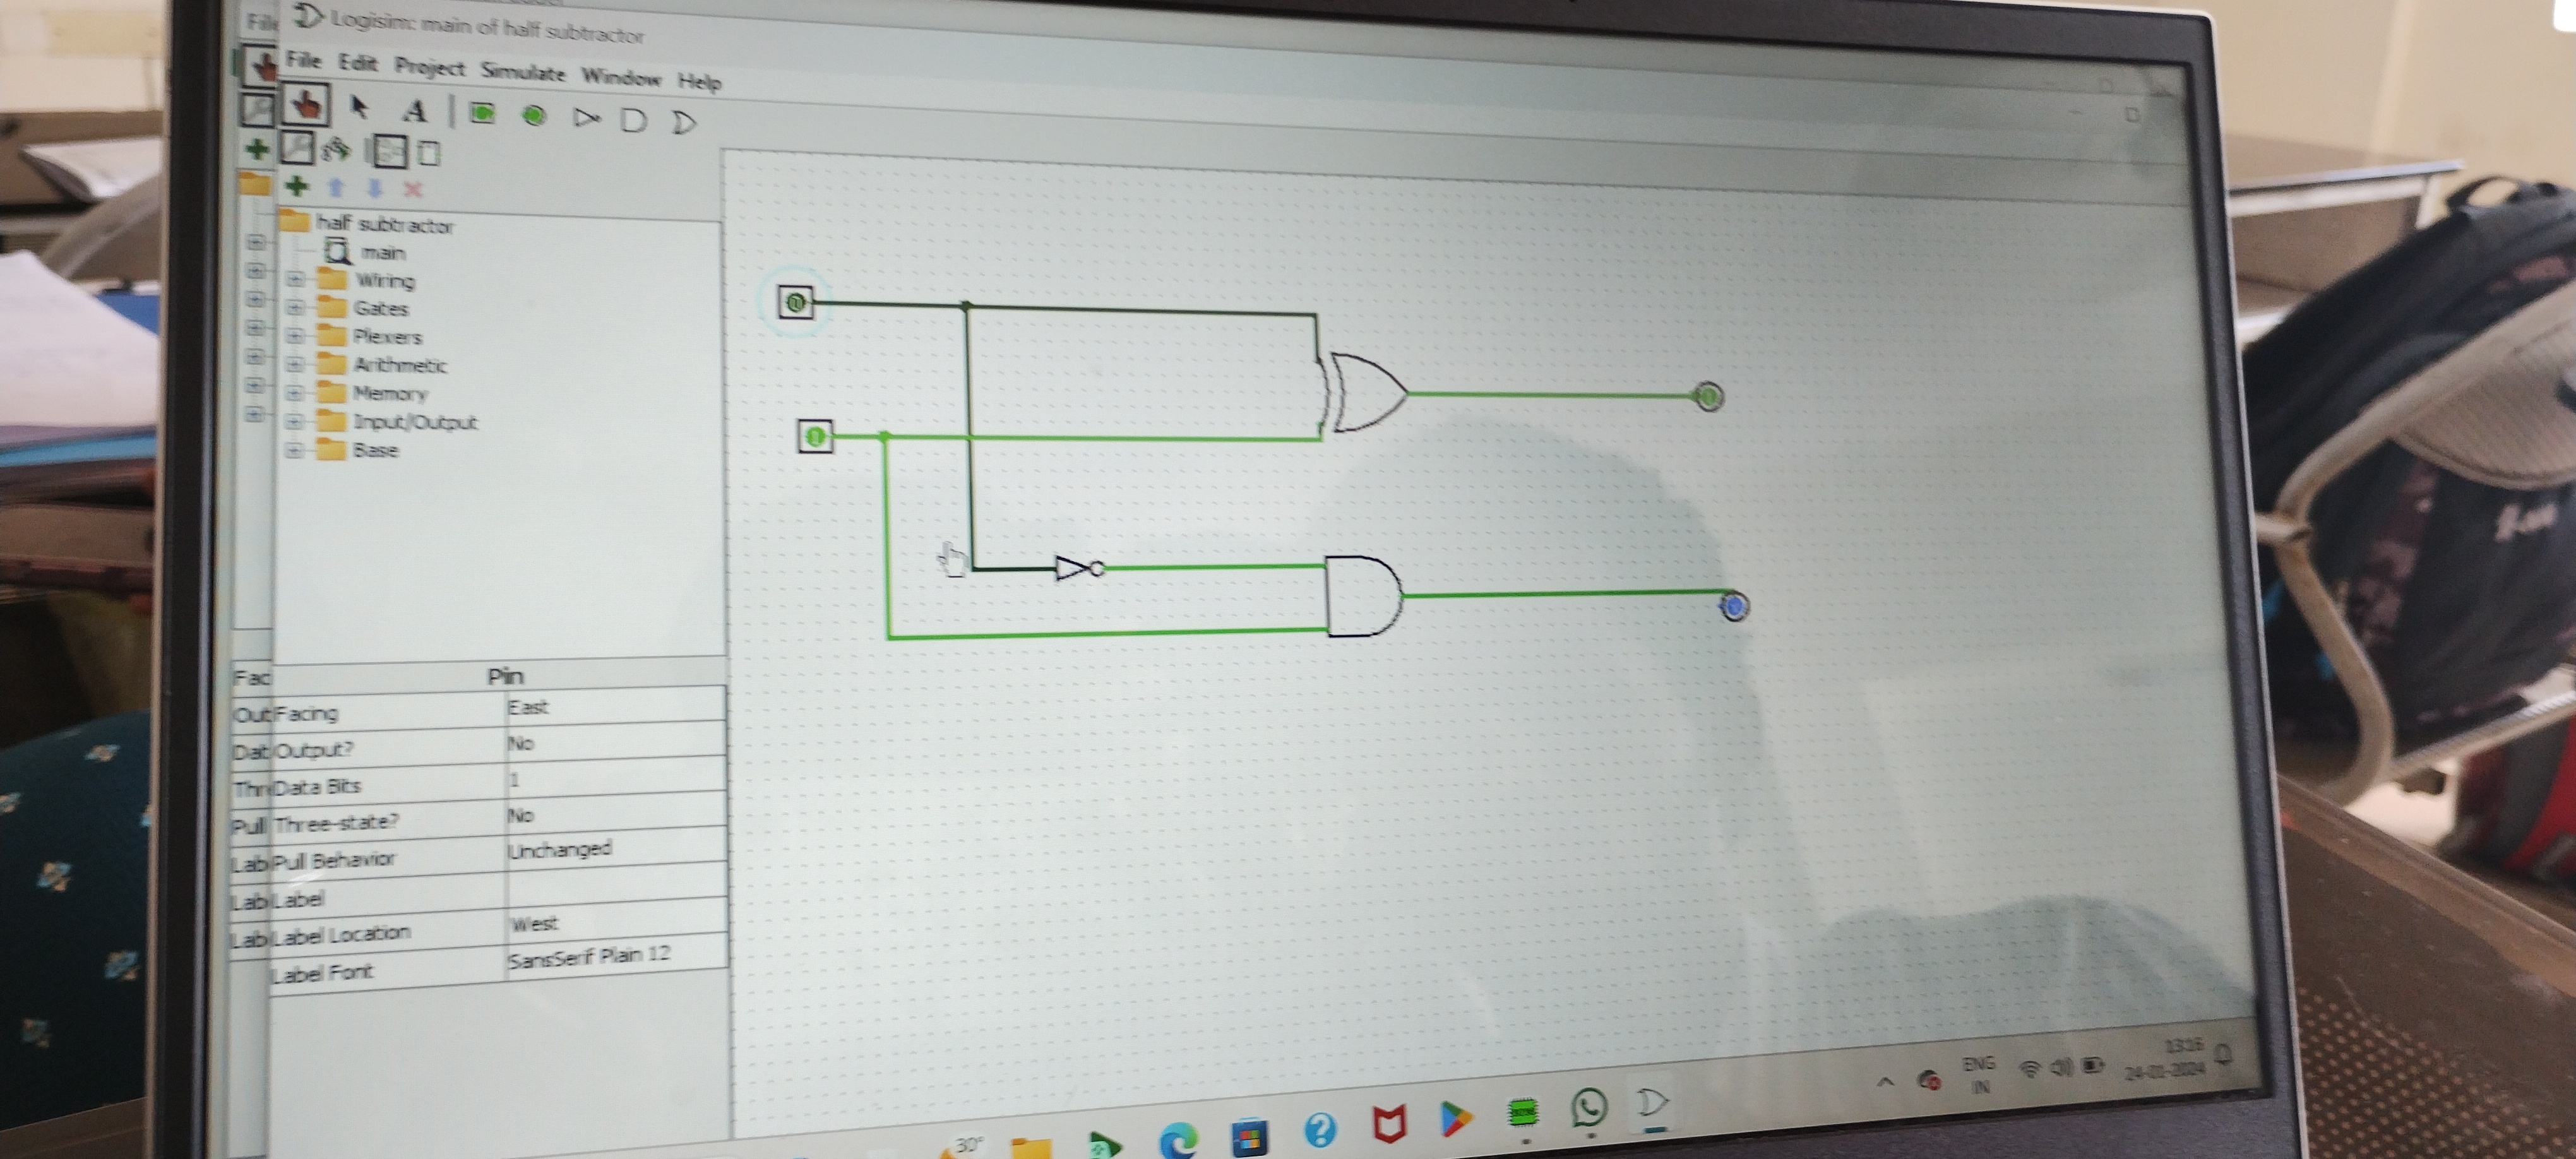 File
Logisim: main of half subtractor
File Edit Project Simulate Window Help
A
half subtractor
main
Wiring
Gates
Plexers
Arithmetic
Memory
Input/Output
Base
Fac
Pin
Out
Facing East
Dat
Output? No
Thr
Data Bits 1
Pull
Three-state? No
Lab
Pull Behavior Unchanged
Lab
Label
Lab
Label Location West
Label Font SansSerif Plain 12
0
1
1
30°
ENG
IN
13:16
24-01-2024